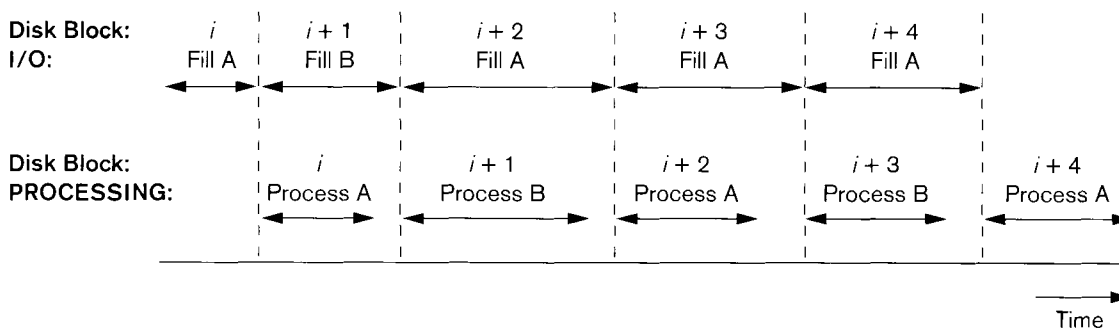 Disk Block: i i + 1 i + 2 i + 3 i + 4
I/O: Fill A Fill B Fill A Fill A Fill A
Disk Block: i i + 1 i + 2 i + 3 i + 4
PROCESSING: Process A Process B Process A Process B Process A
Time